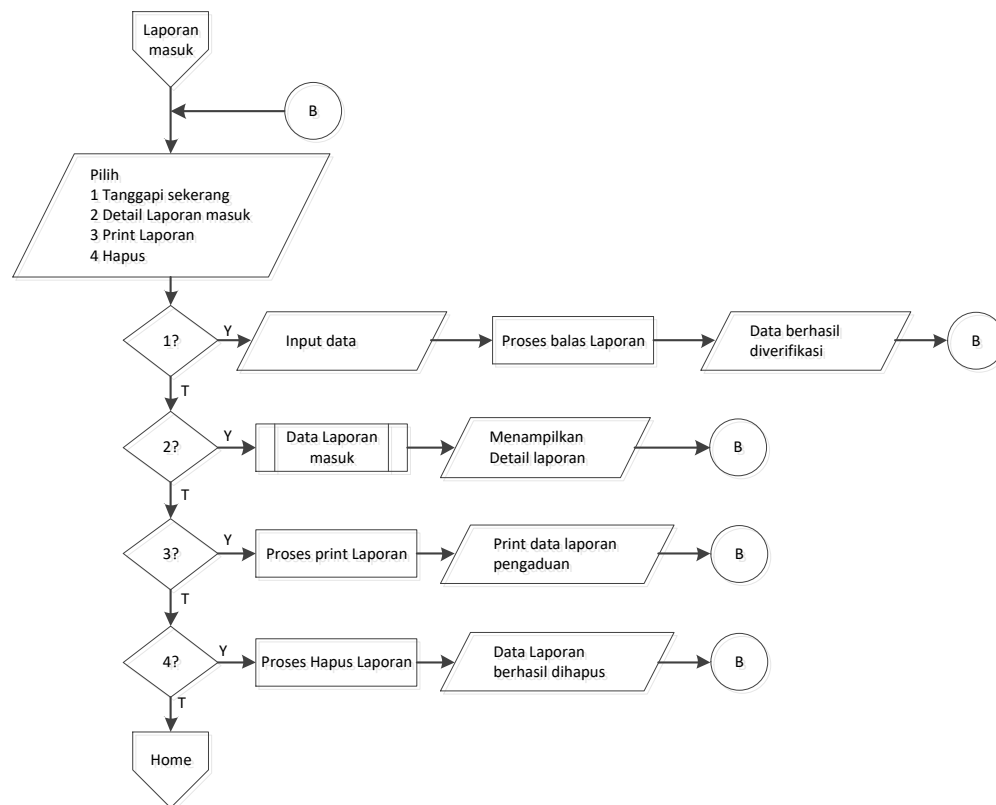 Laporan
masuk
B
Pilih
1 Tanggapi sekerang
2 Detail Laporan masuk
3 Print Laporan
4 Hapus
1?
Y
Input data
Proses balas Laporan
Data berhasil
diverifikasi
B
T
2?
Y
Data Laporan
masuk
Menampilkan
Detail laporan
B
T
3?
Y
Proses print Laporan
Print data laporan
pengaduan
B
T
4?
Y
Proses Hapus Laporan
Data Laporan
berhasil dihapus
B
T
Home